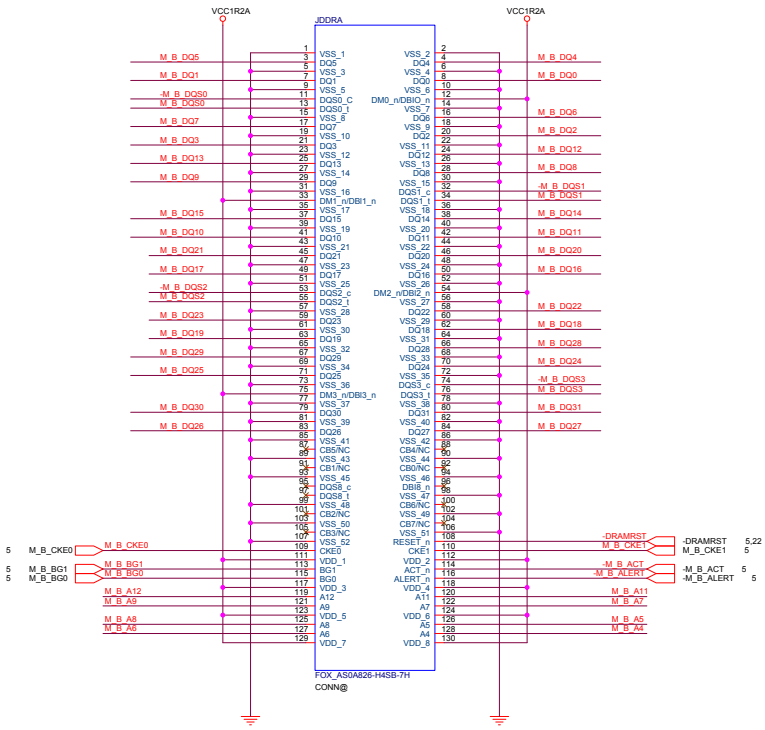 VCC1R2A VCC1R2A
JDDRA
1 VSS_1 VSS_2 2
M_B_DQ5 3 DQ5 DQ4 4 M_B_DQ4
5 VSS_3 VSS_4 6
M_B_DQ1 7 DQ1 DQ0 8 M_B_DQ0
9 VSS_5 VSS_6 10
-M_B_DQS0 11 DQS0_C DM0_n/DBIO_n 12
M_B_DQS0 13 DQS0_t VSS_7 14
15 VSS_8 DQ6 16 M_B_DQ6
M_B_DQ7 17 DQ7 VSS_9 18
19 VSS_10 DQ2 20 M_B_DQ2
M_B_DQ3 21 DQ3 VSS_11 22
23 VSS_12 DQ12 24 M_B_DQ12
M_B_DQ13 25 DQ13 VSS_13 26
27 VSS_14 DQ8 28 M_B_DQ8
M_B_DQ9 29 DQ9 VSS_15 30
31 VSS_16 DQS1_c 32 -M_B_DQS1
33 DM1_n/DBI1_n DQS1_t 34 M_B_DQS1
35 VSS_17 VSS_18 36
M_B_DQ15 37 DQ15 DQ14 38 M_B_DQ14
39 VSS_19 VSS_20 40
M_B_DQ10 41 DQ10 DQ11 42 M_B_DQ11
43 VSS_21 VSS_22 44
M_B_DQ21 45 DQ21 DQ20 46 M_B_DQ20
47 VSS_23 VSS_24 48
M_B_DQ17 49 DQ17 DQ16 50 M_B_DQ16
51 VSS_25 VSS_26 52
-M_B_DQS2 53 DQS2_c DM2_n/DBI2_n 54
M_B_DQS2 55 DQS2_t VSS_27 56
57 VSS_28 DQ22 58 M_B_DQ22
M_B_DQ23 59 DQ23 VSS_29 60
61 VSS_30 DQ18 62 M_B_DQ18
M_B_DQ19 63 DQ19 VSS_31 64
65 VSS_32 DQ28 66 M_B_DQ28
M_B_DQ29 67 DQ29 VSS_33 68
69 VSS_34 DQ24 70 M_B_DQ24
M_B_DQ25 71 DQ25 VSS_35 72
73 VSS_36 DQS3_c 74 -M_B_DQS3
75 DM3_n/DBI3_n DQS3_t 76 M_B_DQS3
77 VSS_37 VSS_38 78
M_B_DQ30 79 DQ30 DQ31 80 M_B_DQ31
81 VSS_39 VSS_40 82
M_B_DQ26 83 DQ26 DQ27 84 M_B_DQ27
85 VSS_41 VSS_42 86
87 CB5/NC CB4/NC 88
89 VSS_43 VSS_44 90
91 CB1/NC CB0/NC 92
93 VSS_45 VSS_46 94
95 DQS8_c DBI8_n 96
97 DQS8_t VSS_47 98
99 VSS_48 CB6/NC 100
101 CB2/NC VSS_49 102
103 VSS_50 CB7/NC 104
105 CB3/NC VSS_51 106
107 VSS_52 RESET_n 108 -DRAMRST -DRAMRST 5,22
5 M_B_CKE0 M_B_CKE0 109 CKE0 CKE1 110 M_B_CKE1 M_B_CKE1 5
111 VDD_1 VDD_2 112
5 M_B_BG1 M_B_BG1 113 BG1 ACT_n 114 -M_B_ACT -M_B_ACT 5
5 M_B_BG0 M_B_BG0 115 BG0 ALERT_n 116 -M_B_ALERT -M_B_ALERT 5
117 VDD_3 VDD_4 118
M_B_A12 119 A12 A11 120 M_B_A11
M_B_A9 121 A9 A7 122 M_B_A7
123 VDD_5 VDD_6 124
M_B_A8 125 A8 A5 126 M_B_A5
M_B_A6 127 A6 A4 128 M_B_A4
129 VDD_7 VDD_8 130
FOX_AS0A826-H4SB-7H
CONN@